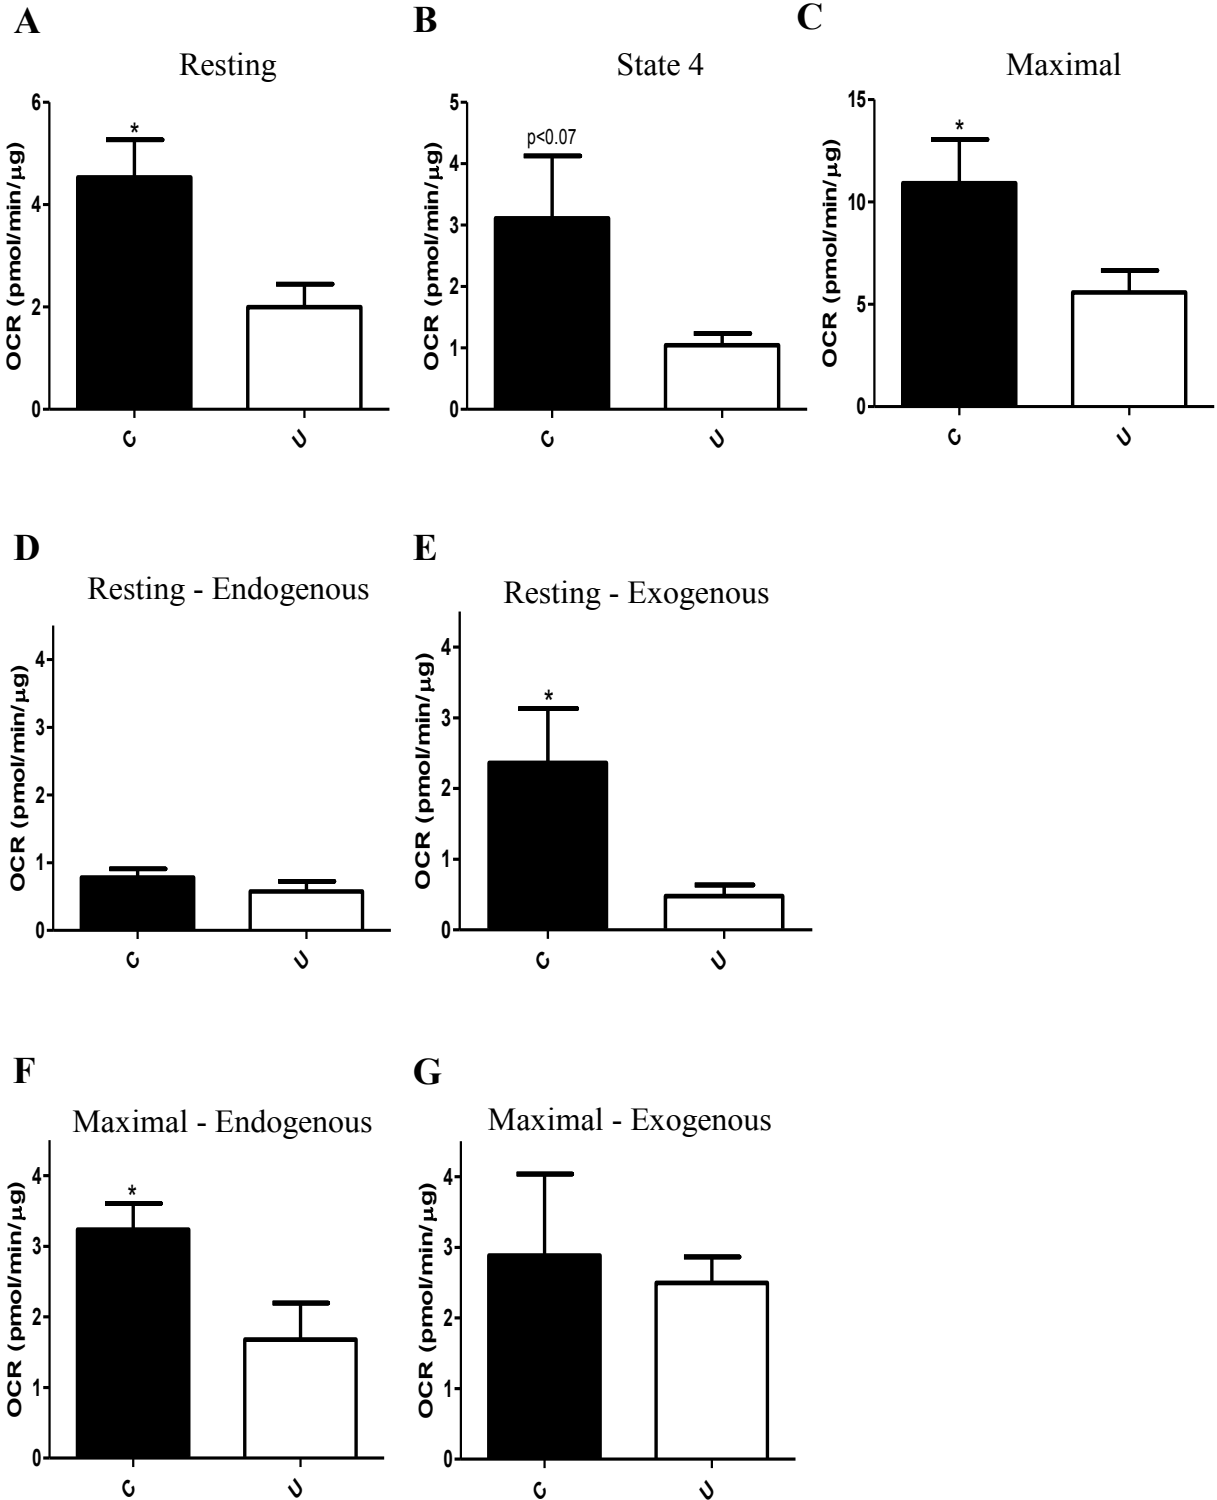 A
Resting
OCR (pmol/min/µg)
6
4
2
0
*
C
U
B
State 4
OCR (pmol/min/µg)
5
4
3
2
1
0
p<0.07
C
U
C
Maximal
OCR (pmol/min/µg)
15
10
5
0
*
C
U
D
Resting - Endogenous
OCR (pmol/min/µg)
4
3
2
1
0
C
U
E
Resting - Exogenous
OCR (pmol/min/µg)
4
3
2
1
0
*
C
U
F
Maximal - Endogenous
OCR (pmol/min/µg)
4
3
2
1
0
*
C
U
G
Maximal - Exogenous
OCR (pmol/min/µg)
4
3
2
1
0
C
U